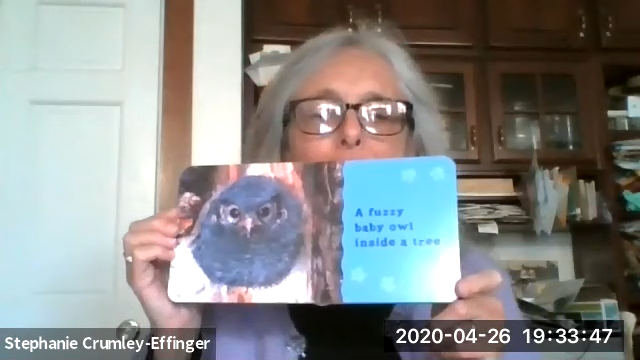 A fuzzy
baby owl
inside a tree
Stephanie Crumley-Effinger
2020-04-26 19:33:47